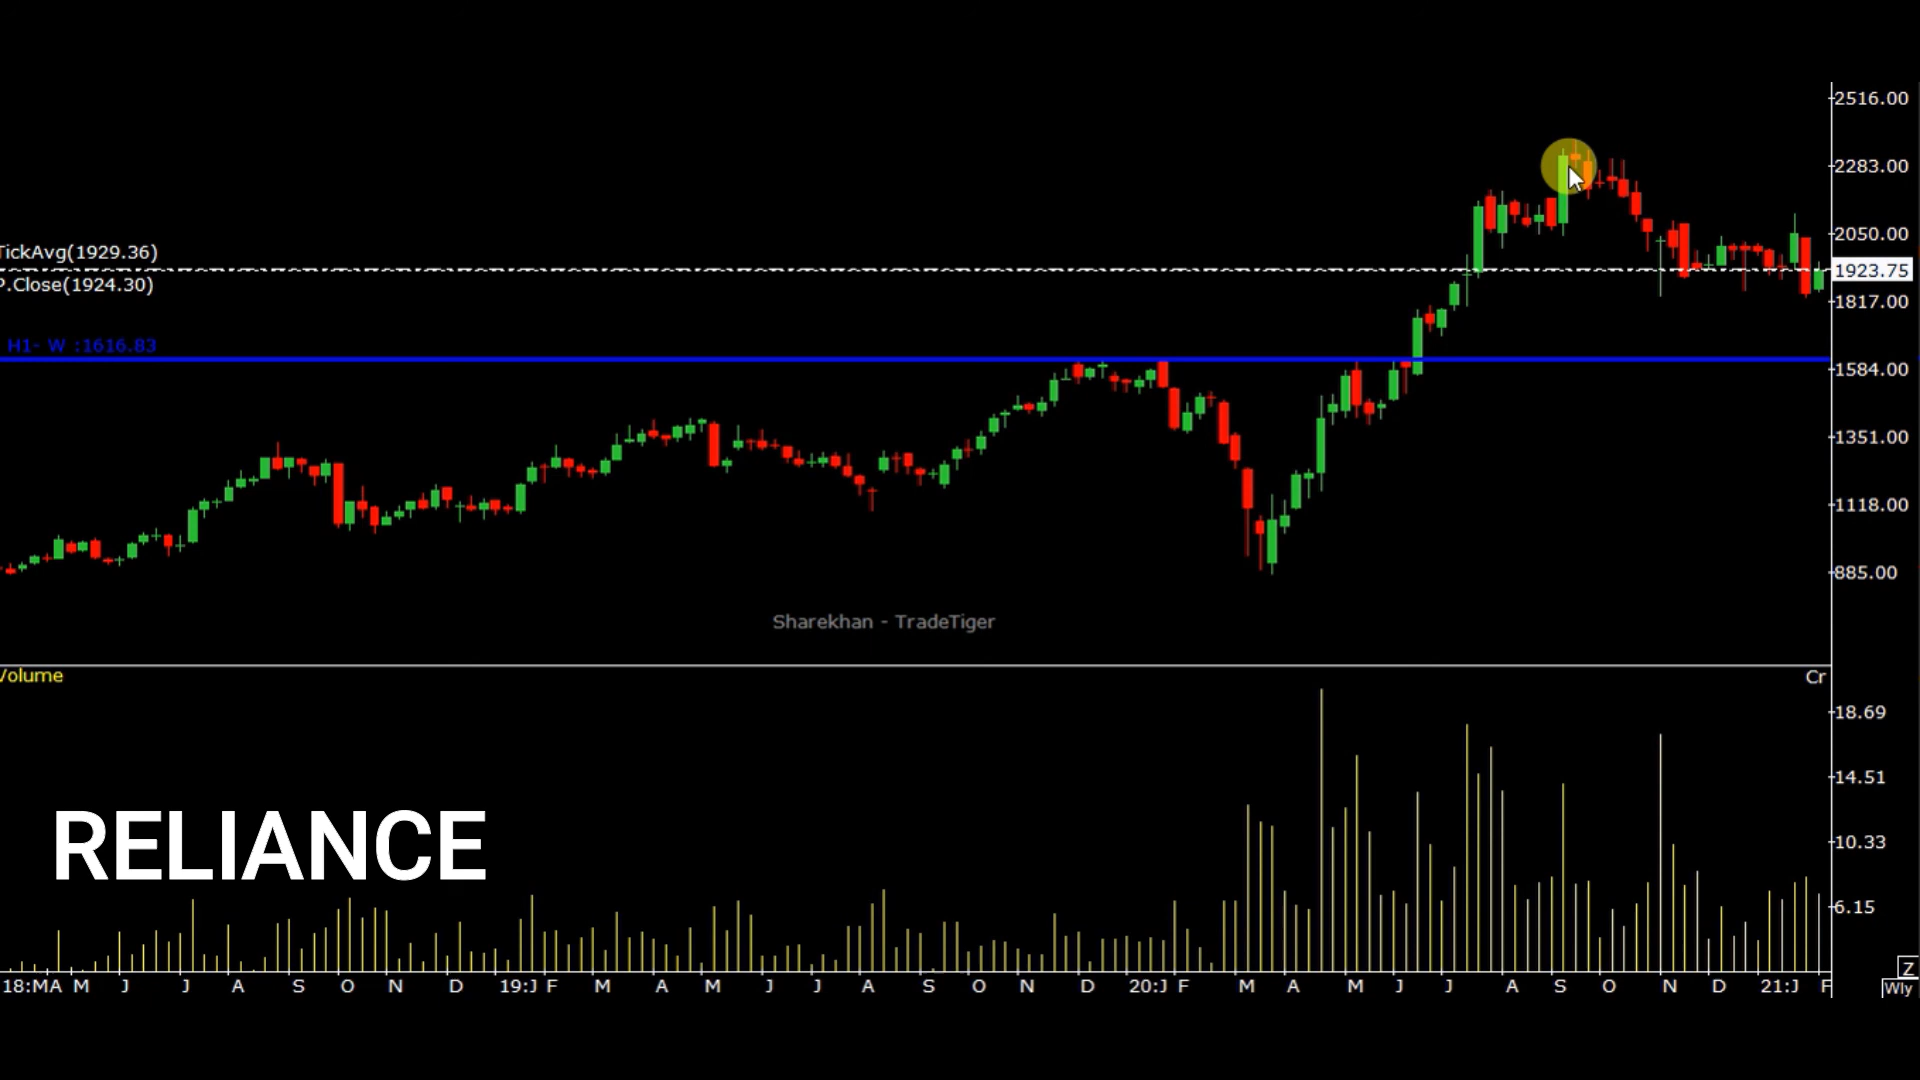 2516.00
2283.00
2050.00
TickAvg(1929.36)
1923.75
P.Close(1924.30)
1817.00
H1- W :1616.83
1584.00
1351.00
1118.00
885.00
Sharekhan - TradeTiger
Volume
Cr
18.69
14.51
10.33
RELIANCE
6.15
Z
18:MA M J J A S O N D 19:J F M A M J J A S O N D 20:J F M A M J J A S O N D 21:J F
Wly